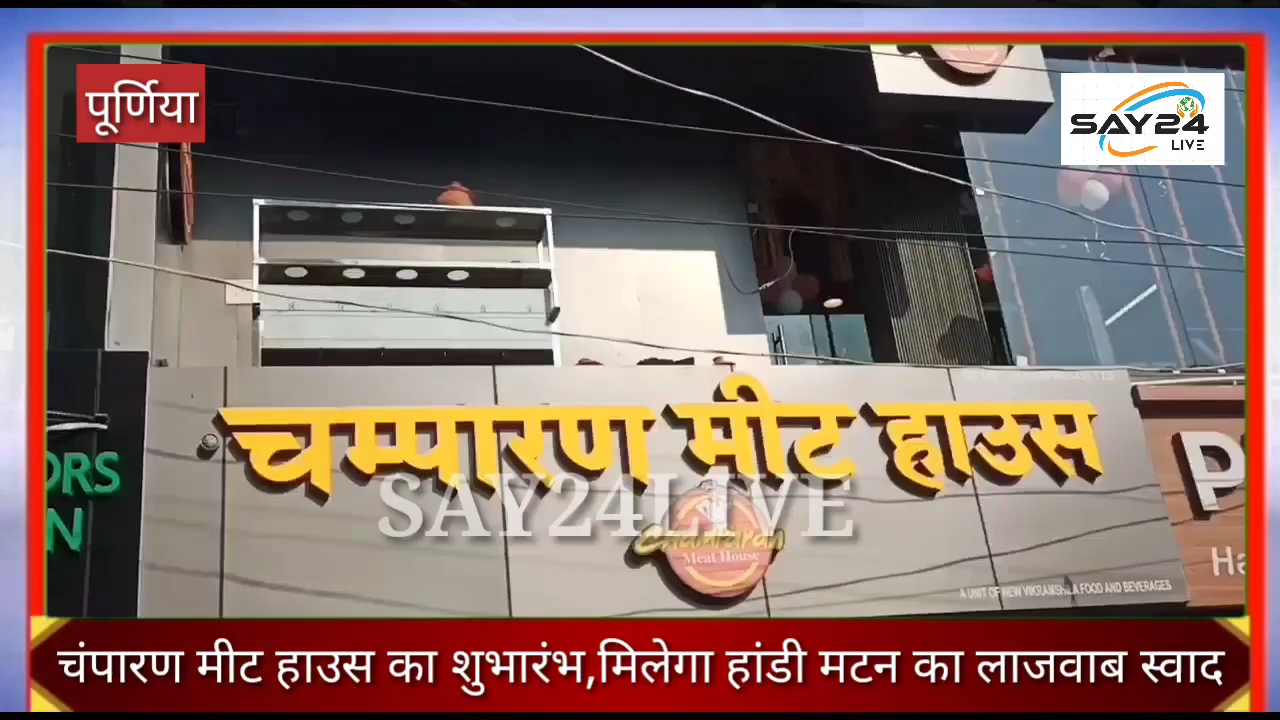 पूर्णिया
SAY24
LIVE
चम्पारण मीट हाउस
SAY24LIVE
Champaran
Meat House
A UNIT OF NEW VIKRAMSHILA FOOD AND BEVERAGES
ORS
N
P
Ha
चंपारण मीट हाउस का शुभारंभ,मिलेगा हांडी मटन का लाजवाब स्वाद